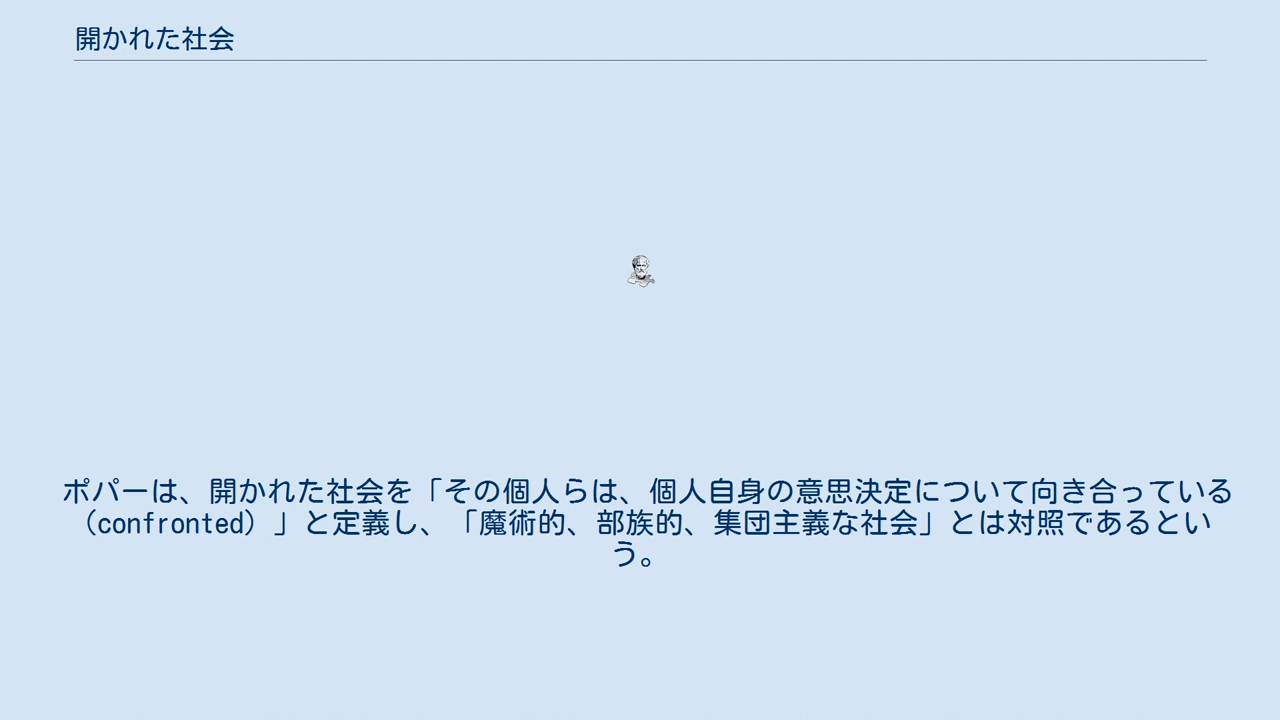 開かれた社会
ポパーは、開かれた社会を「その個人らは、個人自身の意思決定について向き合っている
（confronted）」と定義し、「魔術的、部族的、集団主義な社会」とは対照であるとい
う。